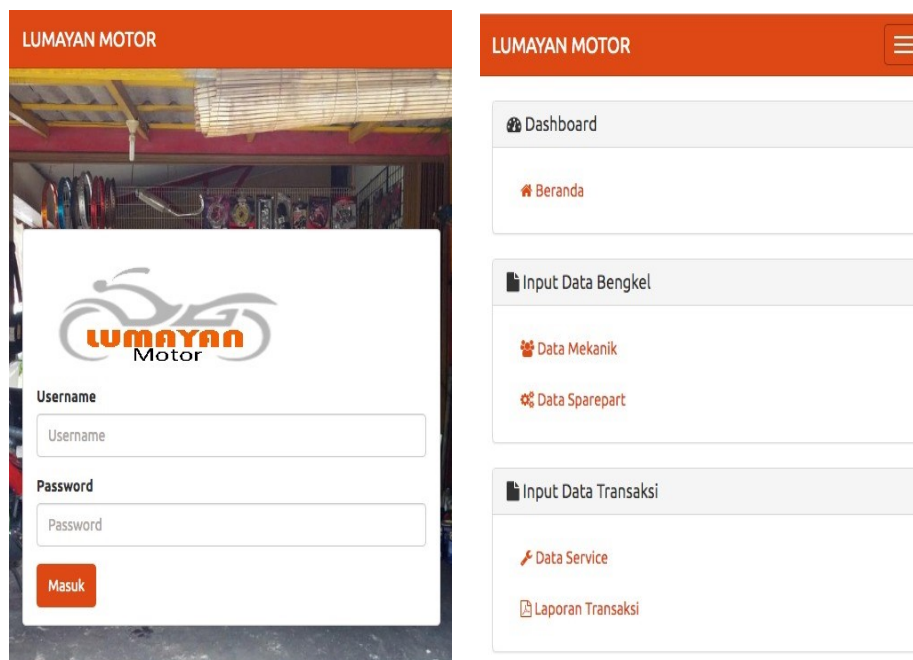 LUMAYAN MOTOR
LUMAYAN
Motor
Username
Username
Password
Password
Masuk
LUMAYAN MOTOR
Dashboard
Beranda
Input Data Bengkel
Data Mekanik
Data Sparepart
Input Data Transaksi
Data Service
Laporan Transaksi